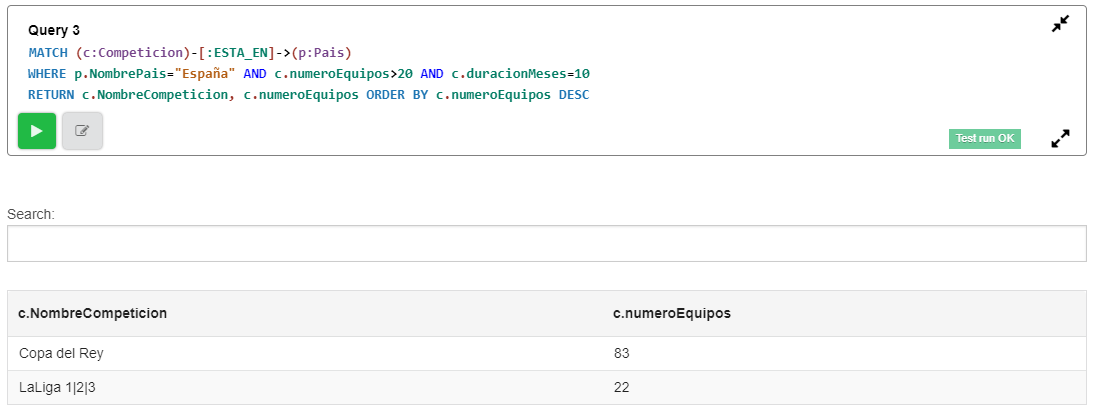 Query 3
MATCH (c:Competicion)-[:ESTA_EN]->(p:Pais)
WHERE p.NombrePais="España" AND c.numeroEquipos>20 AND c.duracionMeses=10
RETURN c.NombreCompeticion, c.numeroEquipos ORDER BY c.numeroEquipos DESC
Test run OK
Search:
c.NombreCompeticion c.numeroEquipos
Copa del Rey 83
LaLiga 1|2|3 22